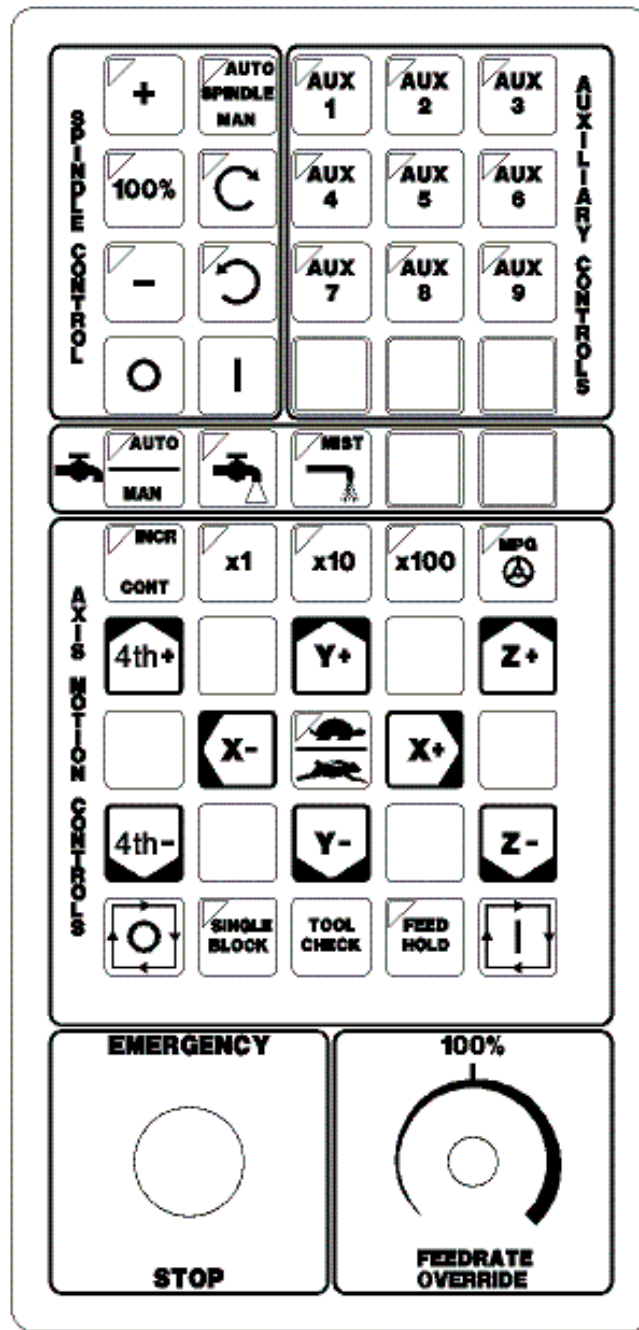 SPINDLE CONTROL
+
AUTO
SPINDLE
MAN
100%
-
O
I
AUX
1
AUX
2
AUX
3
AUX
4
AUX
5
AUX
6
AUX
7
AUX
8
AUX
9
AUXILIARY CONTROLS
AUTO
MAN
MIST
AXIS MOTION CONTROLS
INCR
CONT
x1
x10
x100
MPG
4th+
Y+
Z+
X-
X+
4th-
Y-
Z-
O
SINGLE
BLOCK
TOOL
CHECK
FEED
HOLD
I
EMERGENCY
STOP
100%
FEEDRATE
OVERRIDE